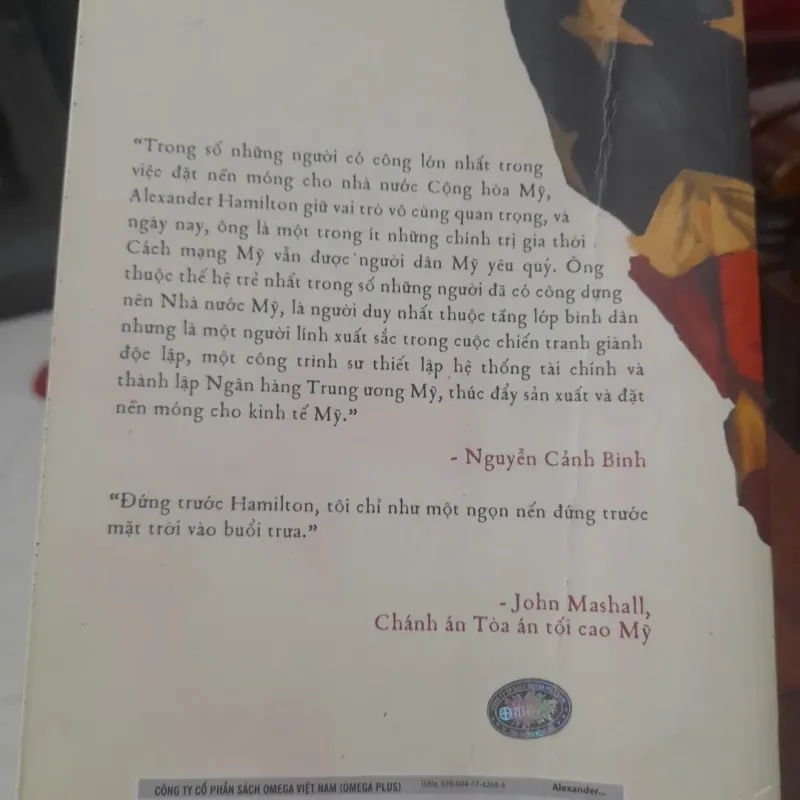 “Trong số những người có công lớn nhất trong
việc đặt nền móng cho nhà nước Cộng hòa Mỹ,
Alexander Hamilton giữ vai trò vô cùng quan trọng, và
ngày nay, ông là một trong ít những chính trị gia thời
Cách mạng Mỹ vẫn được người dân Mỹ yêu quý. Ông
thuộc thế hệ trẻ nhất trong số những người đã có công dựng
nên Nhà nước Mỹ, là người duy nhất thuộc tầng lớp bình dân
nhưng là một người lính xuất sắc trong cuộc chiến tranh giành
độc lập, một công trình sư thiết lập hệ thống tài chính và
thành lập Ngân hàng Trung ương Mỹ, thúc đẩy sản xuất và đặt
nền móng cho kinh tế Mỹ.”
- Nguyễn Cảnh Bình
“Đứng trước Hamilton, tôi chỉ như một ngọn nến đứng trước
mặt trời vào buổi trưa.”
- John Mashall,
Chánh án Tòa án tối cao Mỹ
CÔNG TY CỔ PHẦN SÁCH OMEGA VIỆT NAM (OMEGA PLUS) ISBN: 978-604-77-4268-4 Alexander...